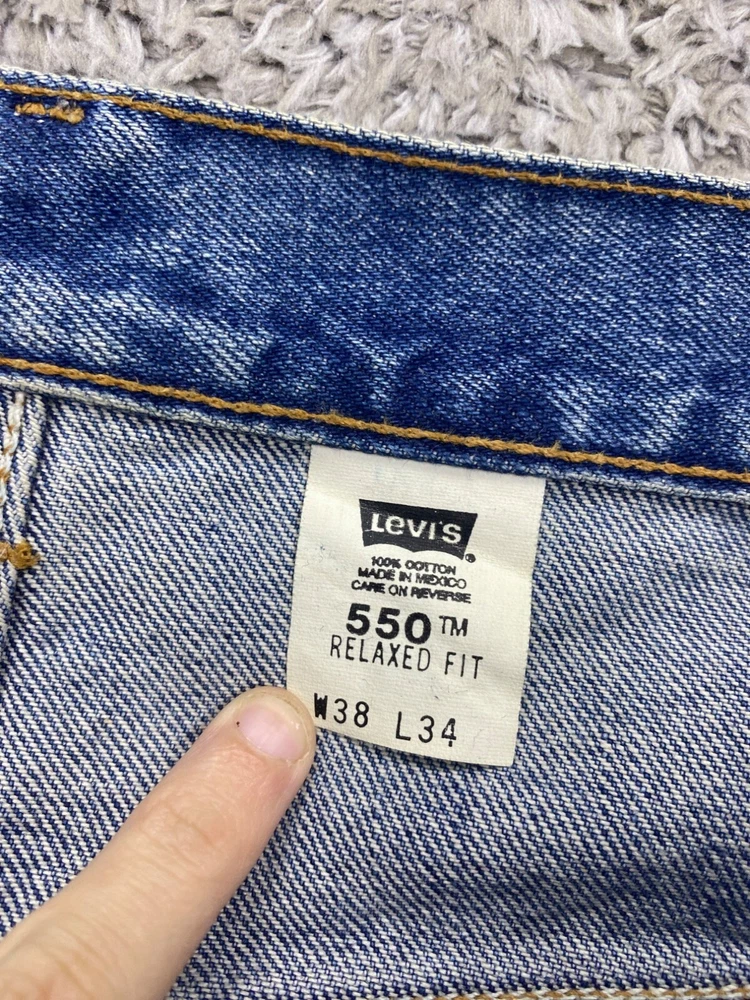 Levi's
100% COTTON
MADE IN MEXICO
CARE ON REVERSE
550™
RELAXED FIT
W38 L34